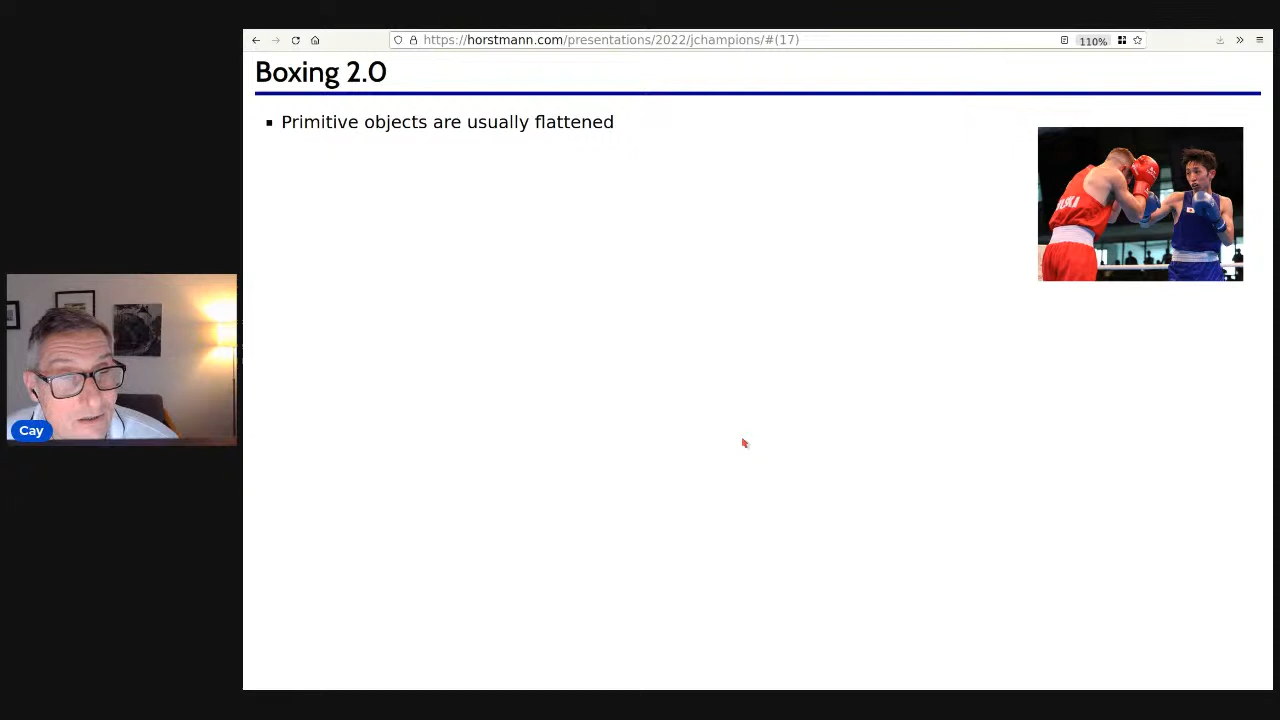 https://horstmann.com/presentations/2022/jchampions/#(17)
110%
Boxing 2.0
Primitive objects are usually flattened
Cay